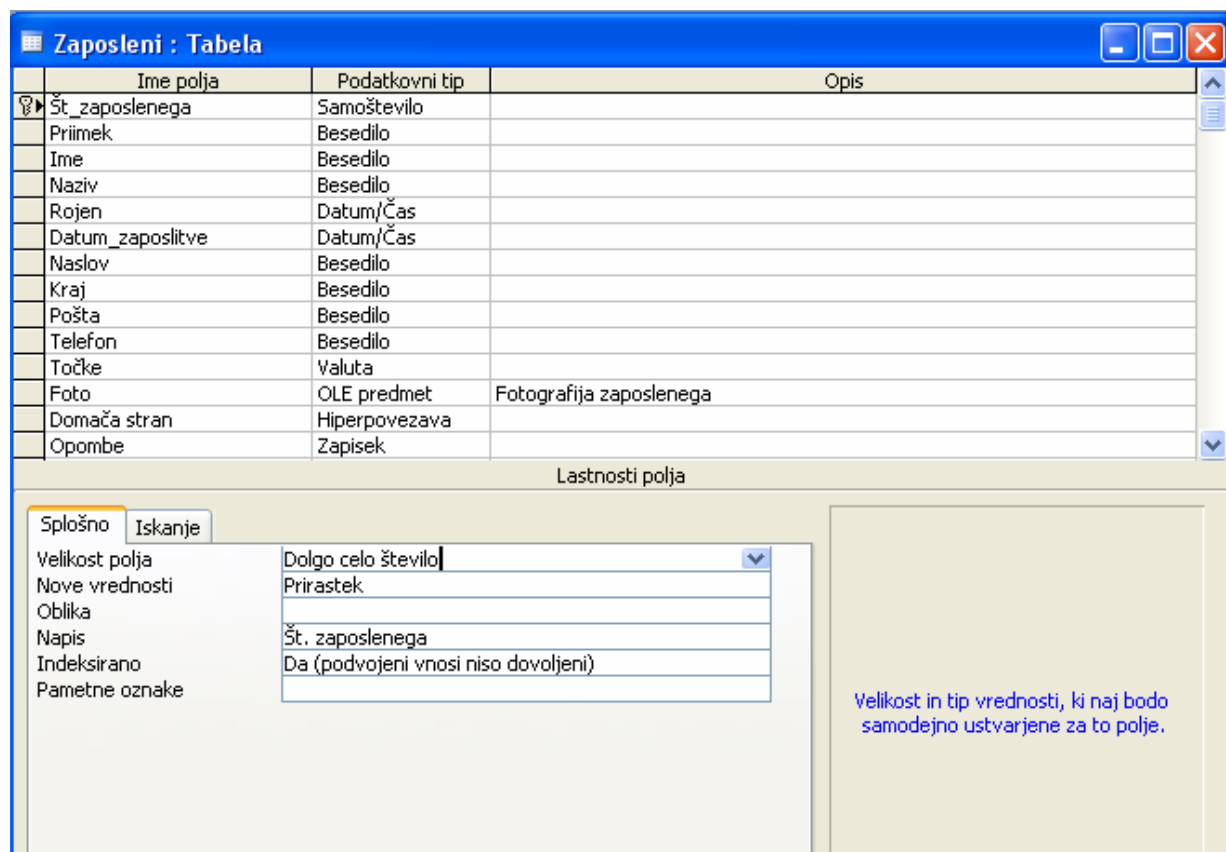 Zaposleni : Tabela
Ime polja Podatkovni tip Opis
Št_zaposlenega Samoštevilo
Priimek Besedilo
Ime Besedilo
Naziv Besedilo
Rojen Datum/Čas
Datum_zaposlitve Datum/Čas
Naslov Besedilo
Kraj Besedilo
Pošta Besedilo
Telefon Besedilo
Točke Valuta
Foto OLE predmet Fotografija zaposlenega
Domača stran Hiperpovezava
Opombe Zapisek
Lastnosti polja
Splošno Iskanje
Velikost polja Dolgo celo število
Nove vrednosti Prirastek
Oblika
Napis Št. zaposlenega
Indeksirano Da (podvojeni vnosi niso dovoljeni)
Pametne oznake
Velikost in tip vrednosti, ki naj bodo
samodejno ustvarjene za to polje.